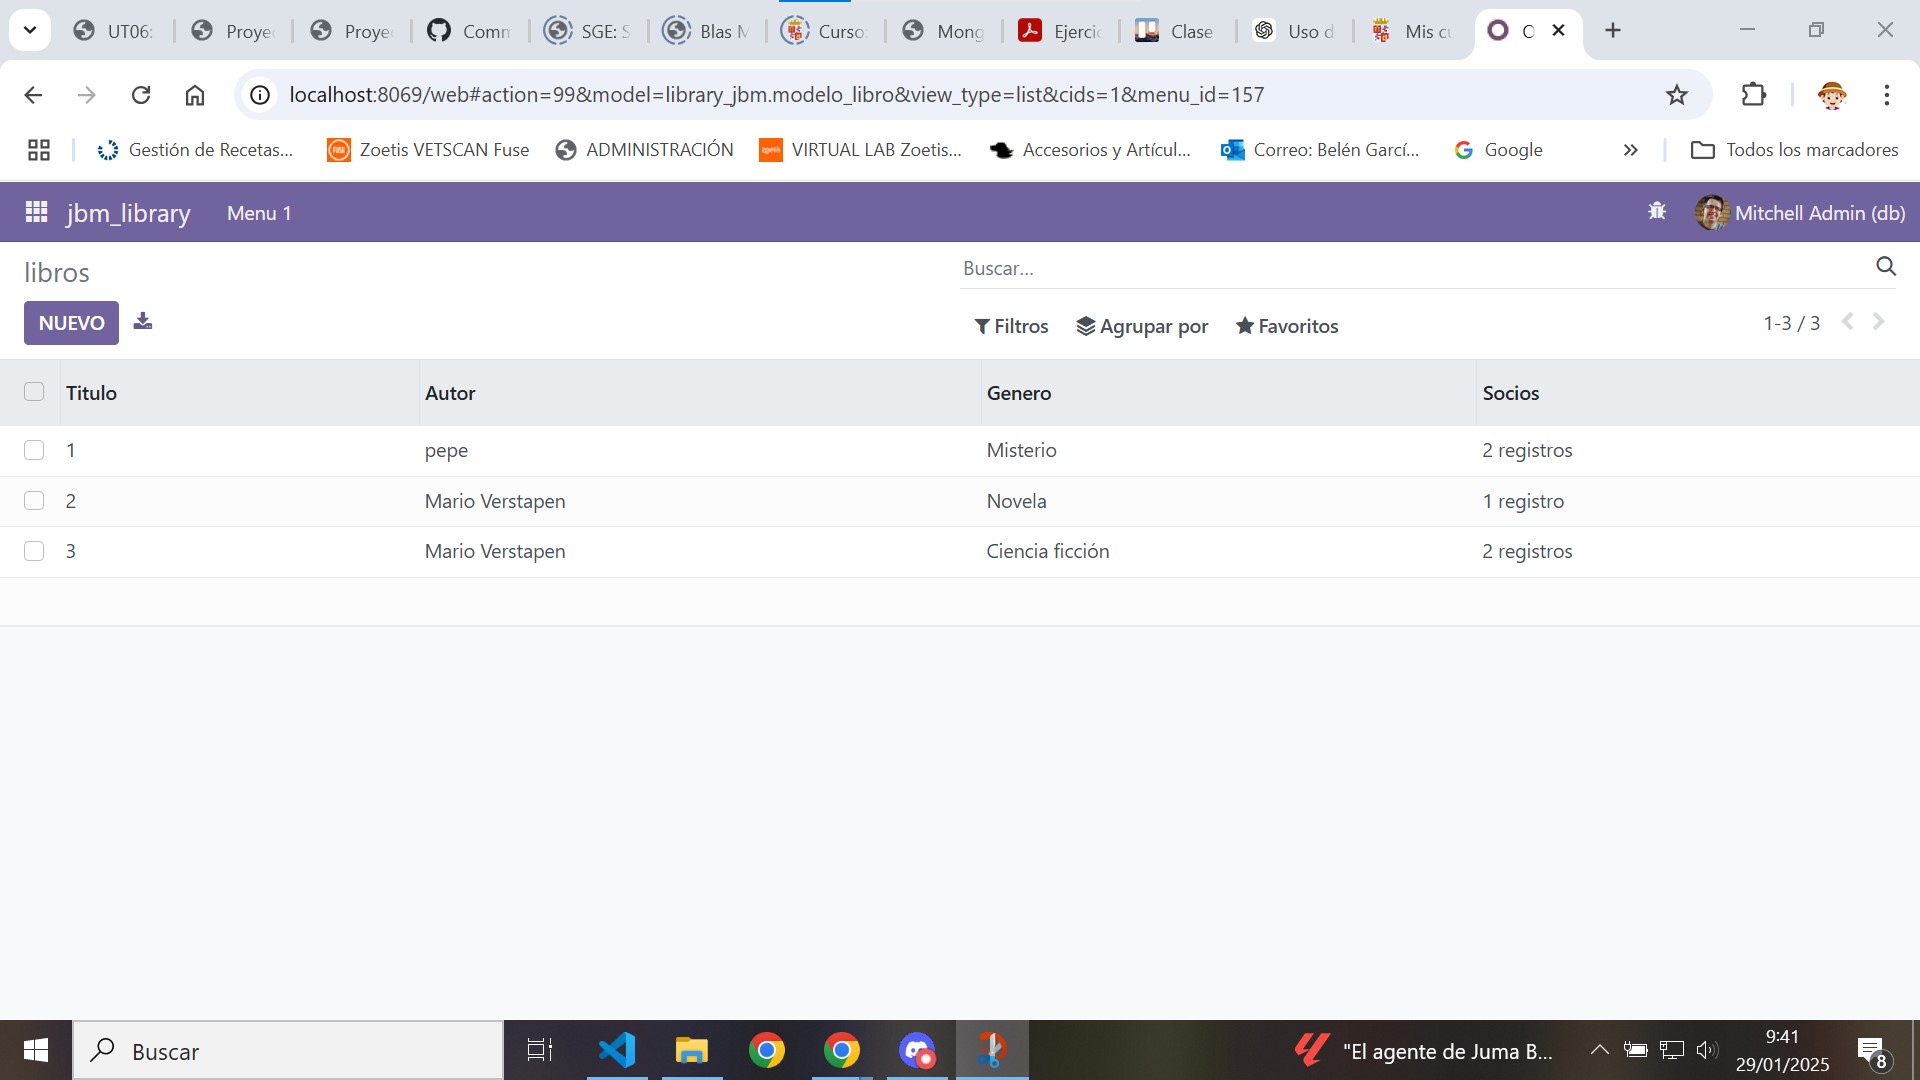 UT06:
Proye
Proye
Comm
SGE: S
Blas M
Curso
Mong
Ejerci
Clase
Uso d
Mis cu
O
localhost:8069/web#action=99&model=library_jbm.modelo_libro&view_type=list&cids=1&menu_id=157
Gestión de Recetas...
Zoetis VETSCAN Fuse
ADMINISTRACIÓN
VIRTUAL LAB Zoetis...
Accesorios y Artícul...
Correo: Belén Garcí...
Google
Todos los marcadores
jbm_library
Menu 1
Mitchell Admin (db)
libros
Buscar...
NUEVO
Filtros
Agrupar por
Favoritos
1-3 / 3
Titulo Autor Genero Socios
1 pepe Misterio 2 registros
2 Mario Verstapen Novela 1 registro
3 Mario Verstapen Ciencia ficción 2 registros
Buscar
"El agente de Juma B...
9:41
29/01/2025
8